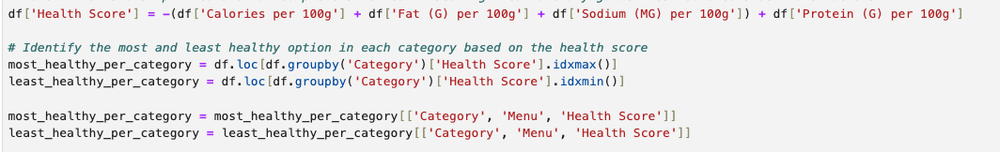 df['Health Score'] = -(df['Calories per 100g'] + df['Fat (G) per 100g'] + df['Sodium (MG) per 100g']) + df['Protein (G) per 100g']
# Identify the most and least healthy option in each category based on the health score
most_healthy_per_category = df.loc[df.groupby('Category')['Health Score'].idxmax()]
least_healthy_per_category = df.loc[df.groupby('Category')['Health Score'].idxmin()]
most_healthy_per_category = most_healthy_per_category[['Category', 'Menu', 'Health Score']]
least_healthy_per_category = least_healthy_per_category[['Category', 'Menu', 'Health Score']]